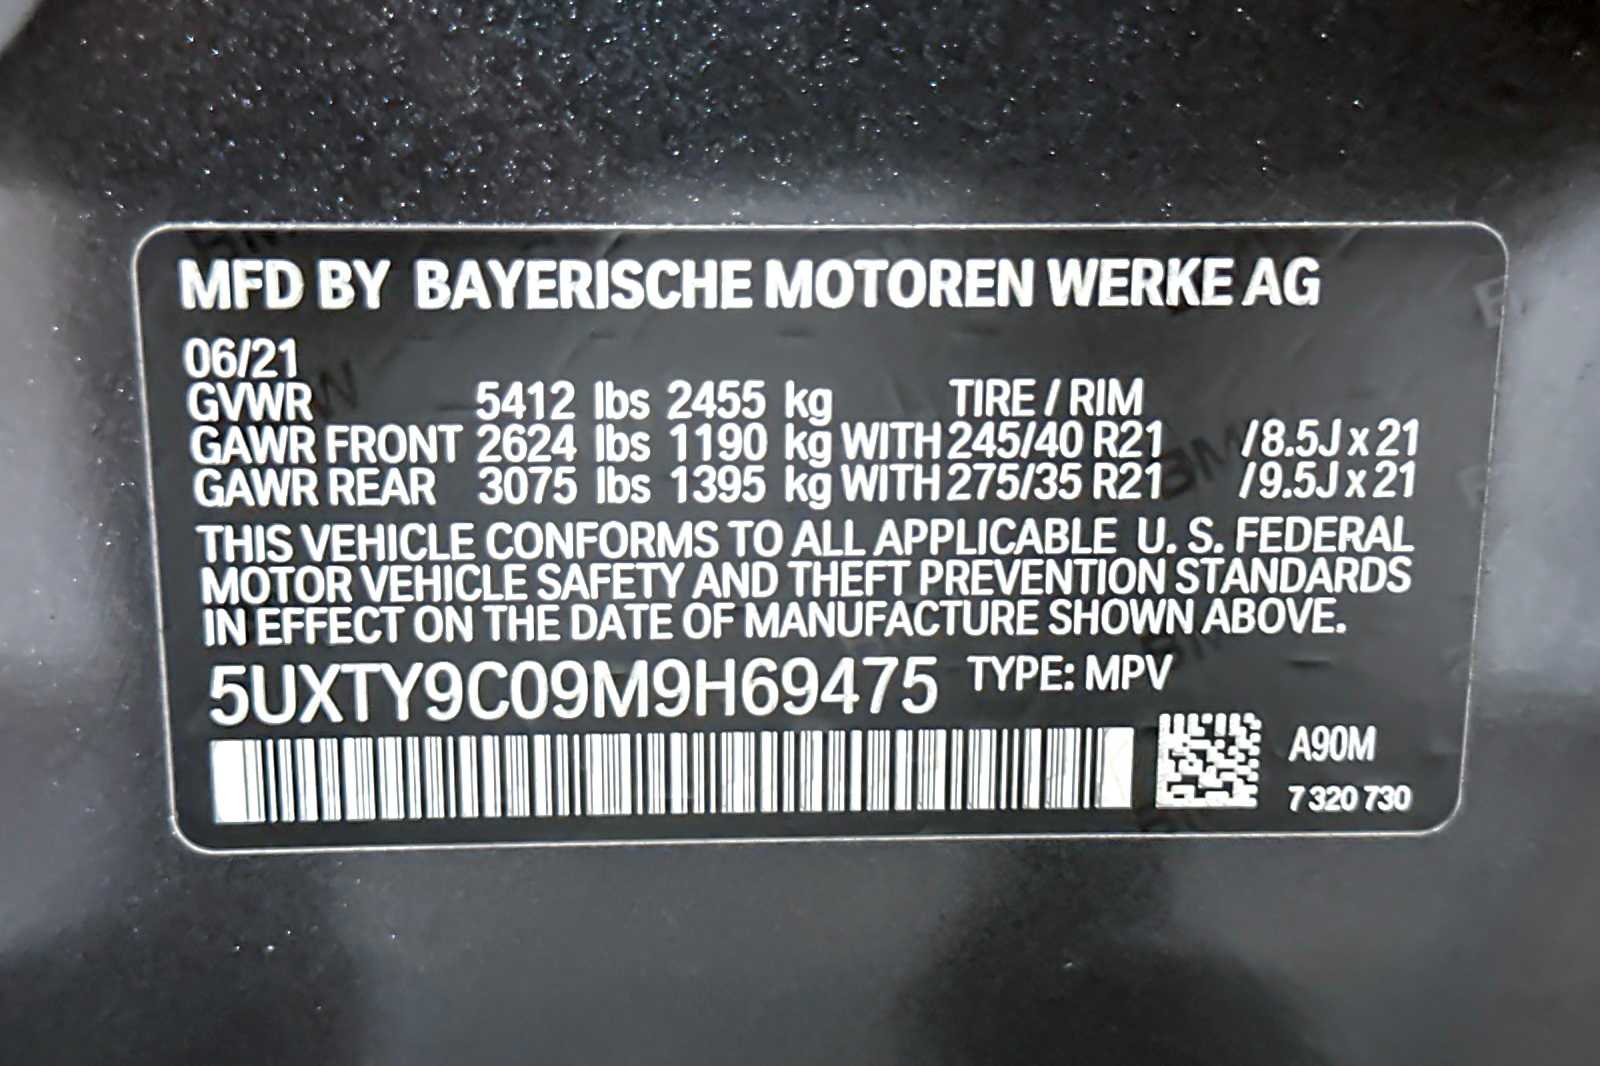 MFD BY BAYERISCHE MOTOREN WERKE AG
06/21
GVWR 5412 lbs 2455 kg TIRE / RIM
GAWR FRONT 2624 lbs 1190 kg WITH 245/40 R21 /8.5J x 21
GAWR REAR 3075 lbs 1395 kg WITH 275/35 R21 /9.5J x 21
THIS VEHICLE CONFORMS TO ALL APPLICABLE U. S. FEDERAL
MOTOR VEHICLE SAFETY AND THEFT PREVENTION STANDARDS
IN EFFECT ON THE DATE OF MANUFACTURE SHOWN ABOVE.
5UXTY9C09M9H69475 TYPE: MPV
A90M
7 320 730